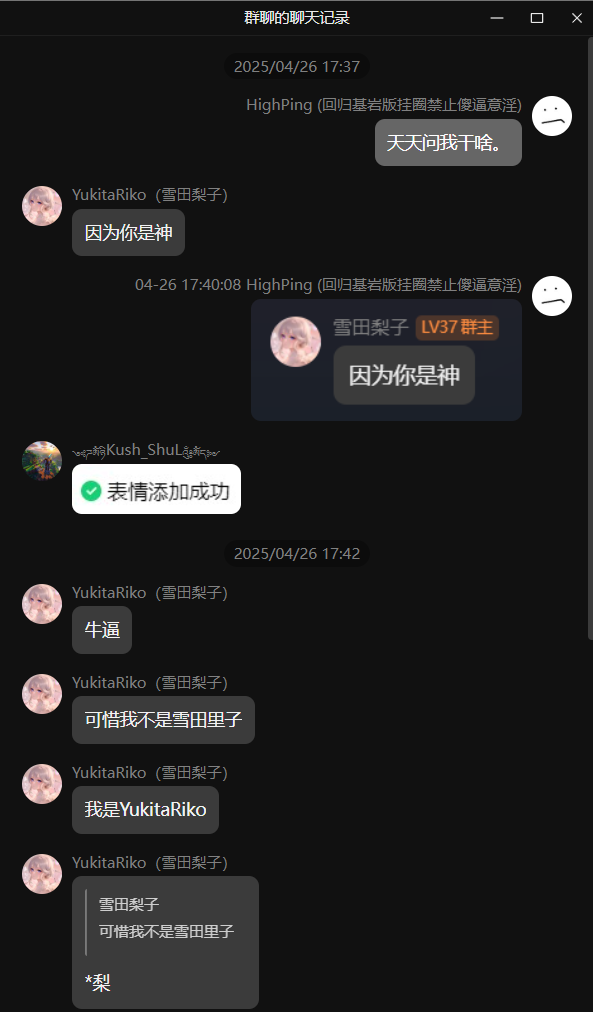 群聊的聊天记录
2025/04/26 17:37
HighPing (回归基岩版挂圈禁止傻逼意淫)
天天问我干啥。
YukitaRiko（雪田梨子）
因为你是神
04-26 17:40:08 HighPing (回归基岩版挂圈禁止傻逼意淫)
雪田梨子 LV37 群主
因为你是神
Kush_ShuL
表情添加成功
2025/04/26 17:42
YukitaRiko（雪田梨子）
牛逼
YukitaRiko（雪田梨子）
可惜我不是雪田里子
YukitaRiko（雪田梨子）
我是YukitaRiko
YukitaRiko（雪田梨子）
雪田梨子
可惜我不是雪田里子
*梨